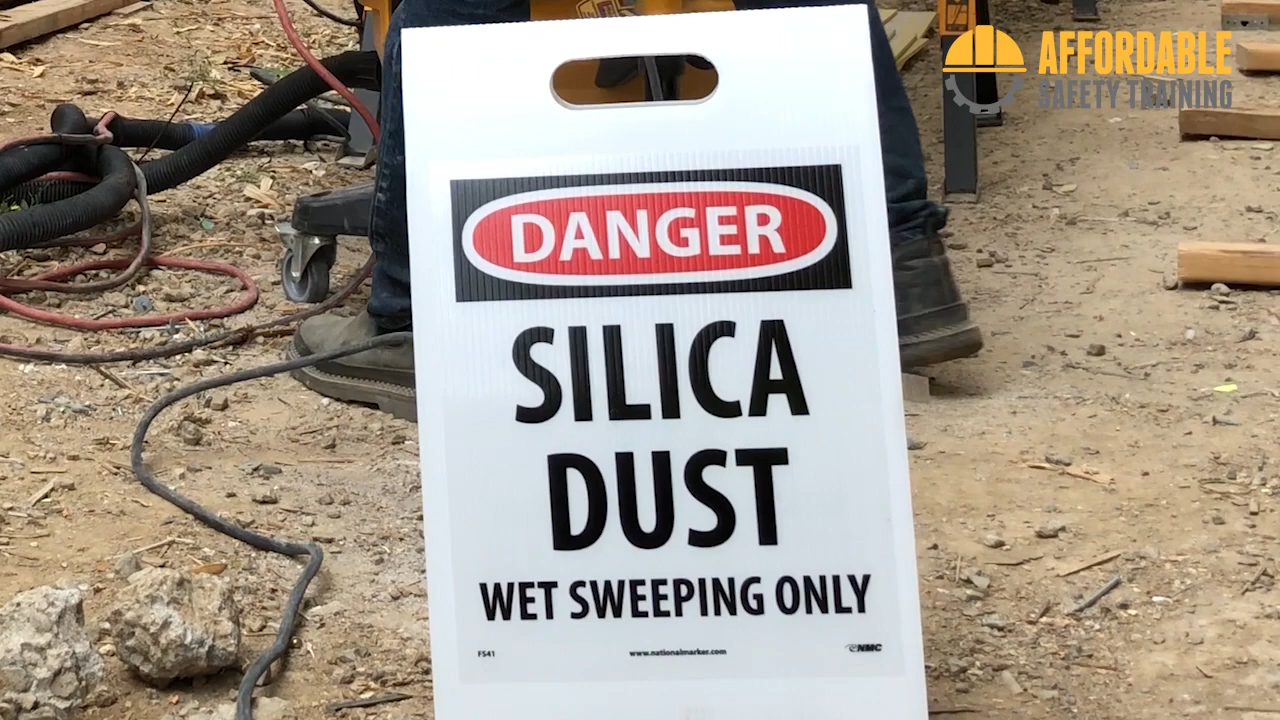 AFFORDABLE
SAFETY TRAINING
DANGER
SILICA
DUST
WET SWEEPING ONLY
FS41 www.nationalmarker.com NMC